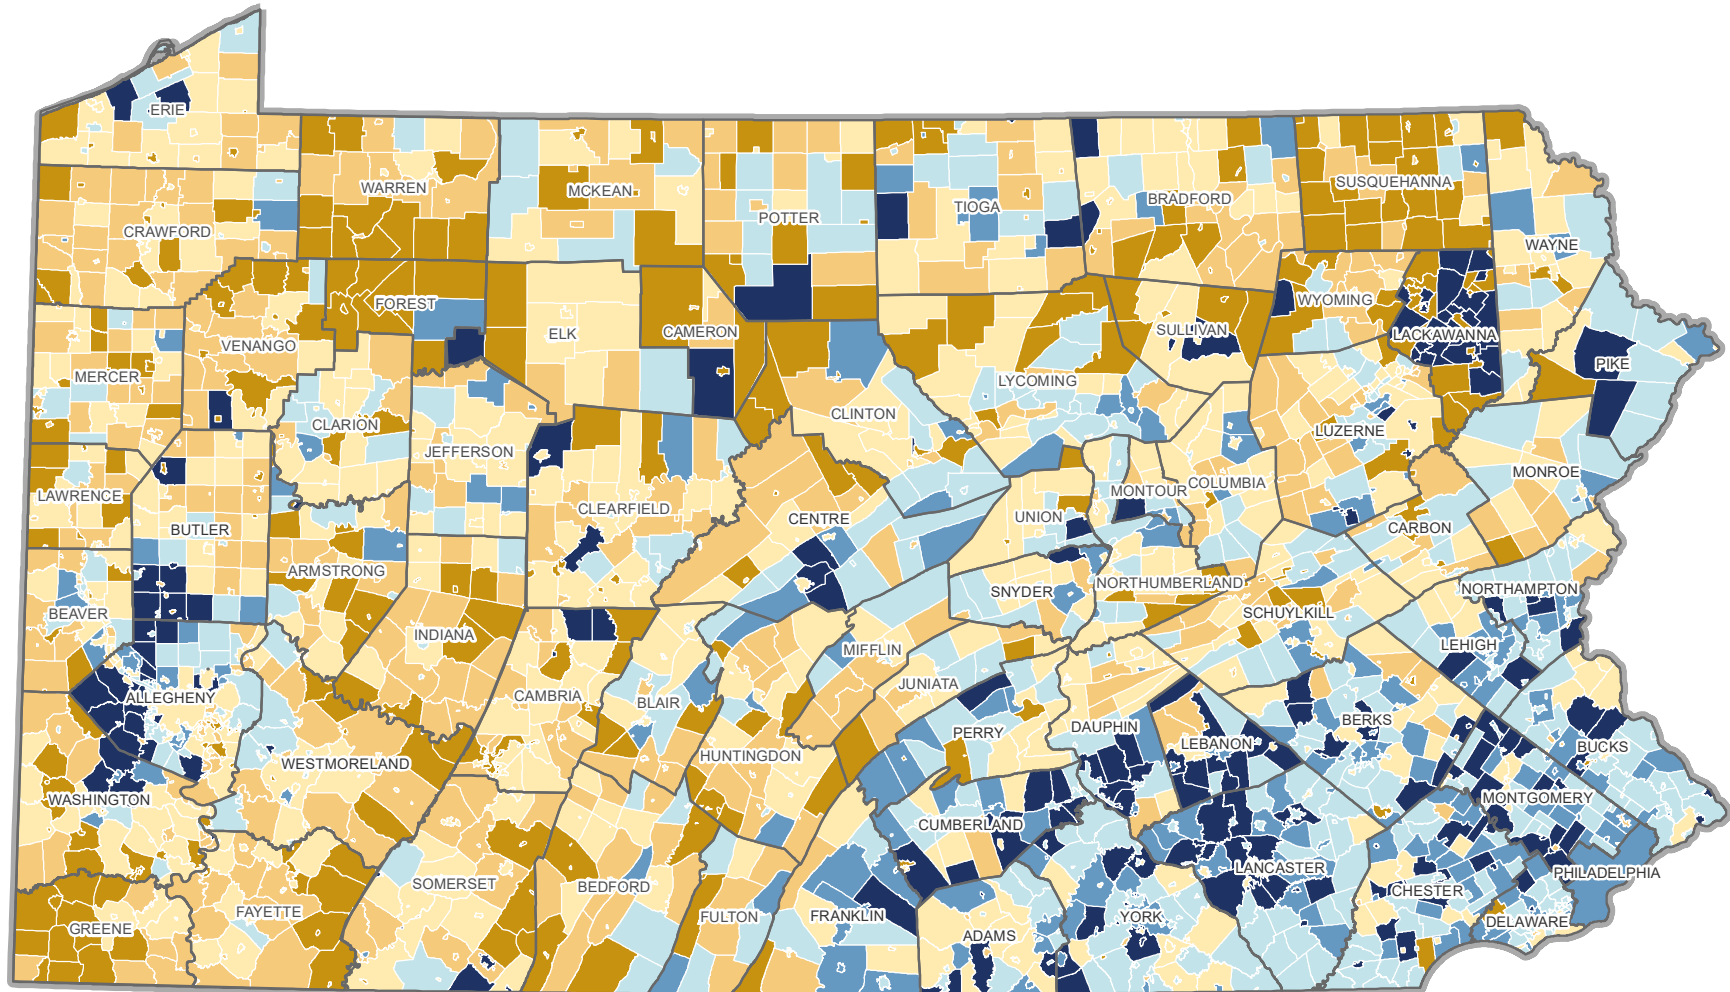 ERIE
WARREN
MCKEAN
SUSQUEHANNA
BRADFORD
TIOGA
POTTER
CRAWFORD
WAYNE
FOREST
WYOMING
SULLIVAN
CAMERON
ELK
LACKAWANNA
VENANGO
PIKE
MERCER
LYCOMING
CLINTON
CLARION
LUZERNE
JEFFERSON
MONROE
COLUMBIA
MONTOUR
LAWRENCE
CLEARFIELD
CENTRE
UNION
CARBON
BUTLER
ARMSTRONG
NORTHUMBERLAND
NORTHAMPTON
SNYDER
SCHUYLKILL
BEAVER
INDIANA
LEHIGH
MIFFLIN
JUNIATA
CAMBRIA
ALLEGHENY
BLAIR
BERKS
DAUPHIN
PERRY
LEBANON
BUCKS
HUNTINGDON
WESTMORELAND
MONTGOMERY
WASHINGTON
CUMBERLAND
LANCASTER
PHILADELPHIA
SOMERSET
BEDFORD
CHESTER
FAYETTE
FULTON
FRANKLIN
YORK
DELAWARE
GREENE
ADAMS